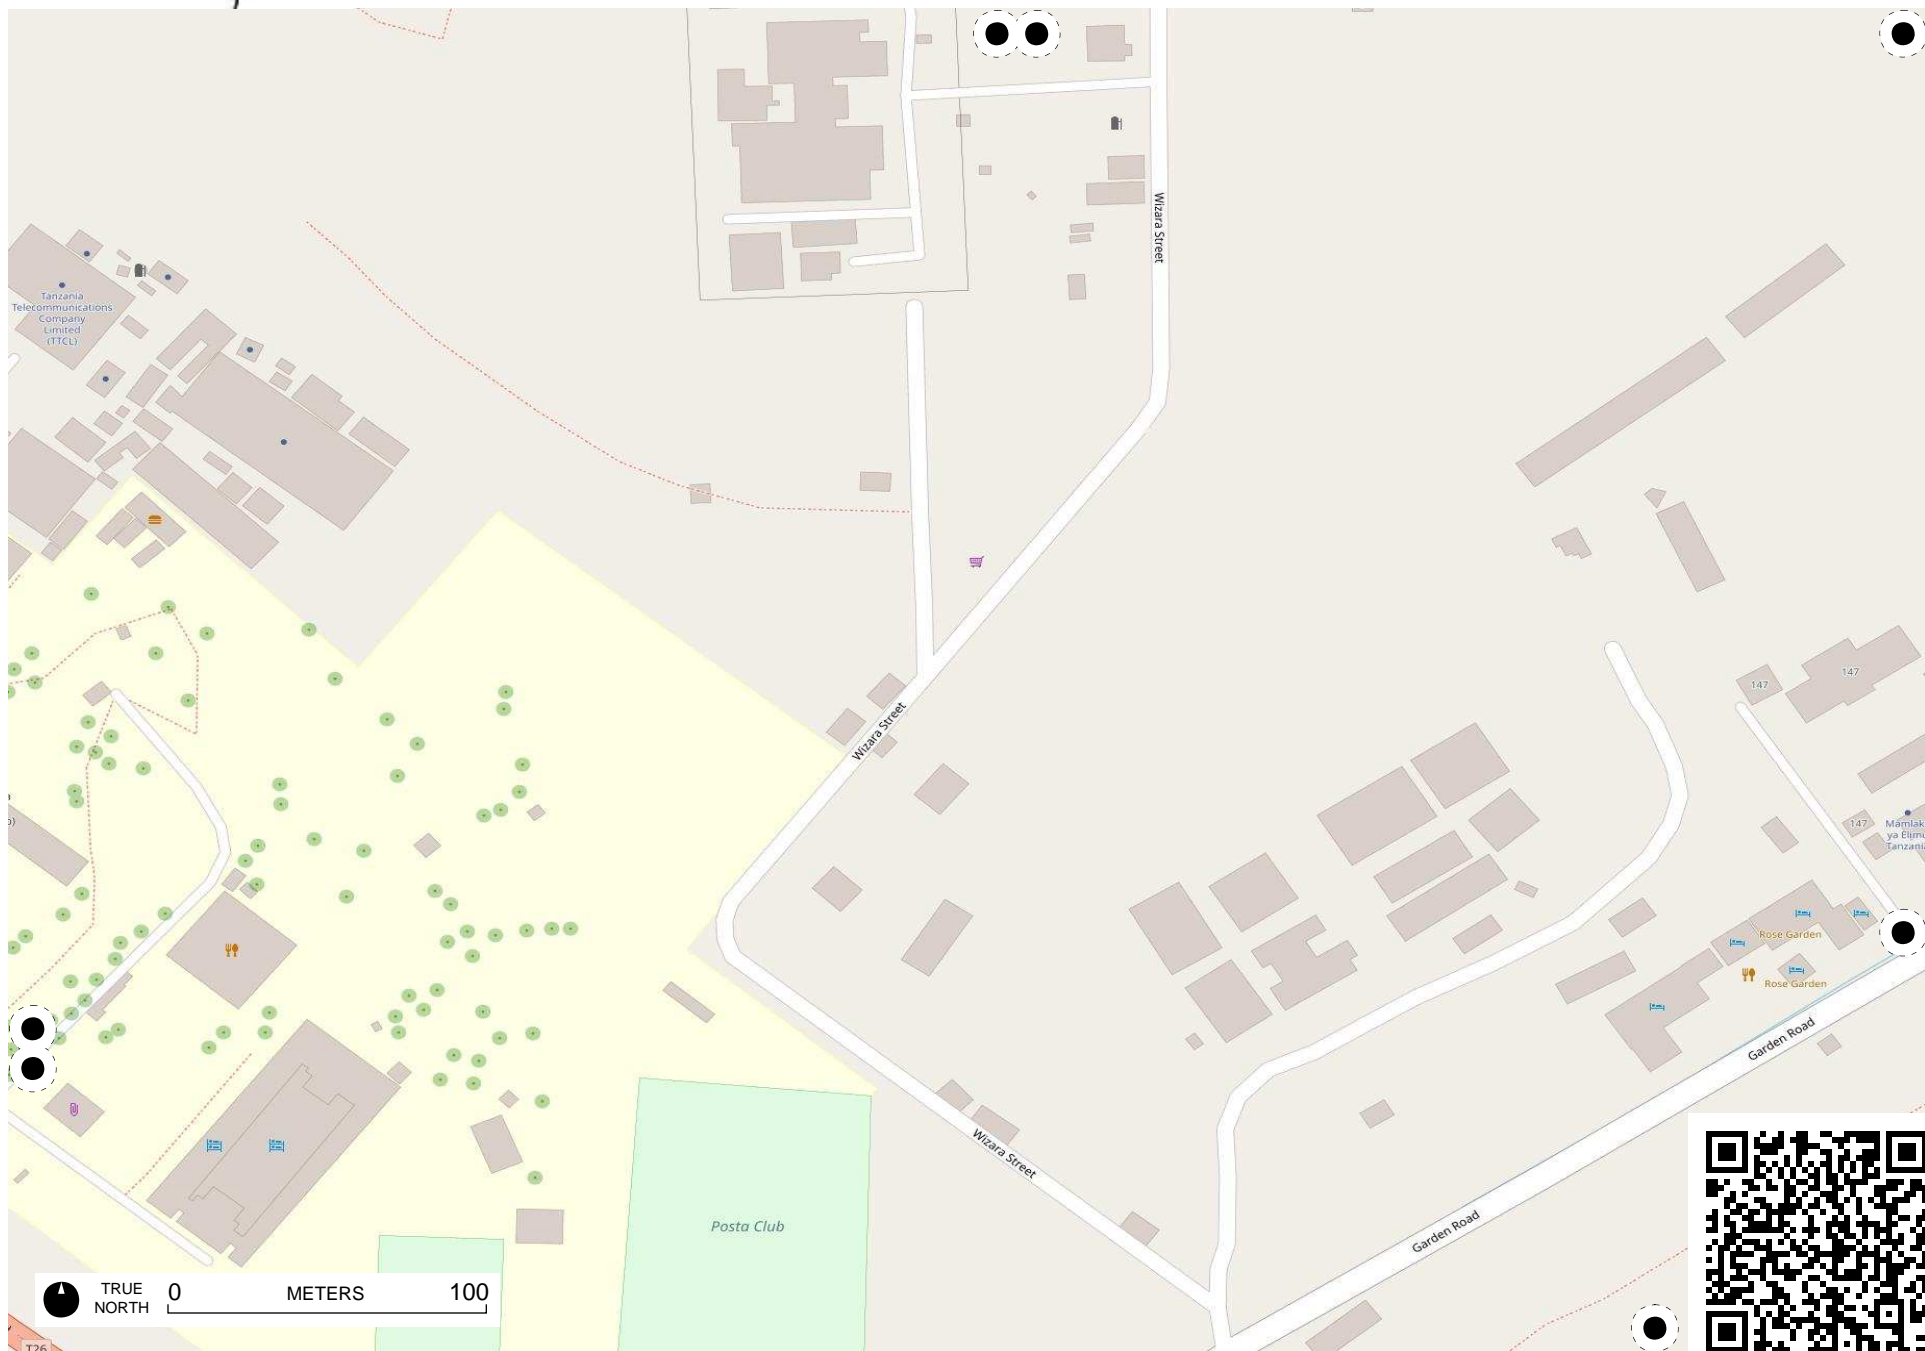 Wizara Street
Tanzania
Telecommunications
Company
Limited
(TTCL)
147
147
Wizara Street
147
Mamlak
ya Elimu
Tanzania
Rose Garden
Rose Garden
Garden Road
Wizara Street
Posta Club
Garden Road
TRUE
NORTH
0
METERS
100
T26